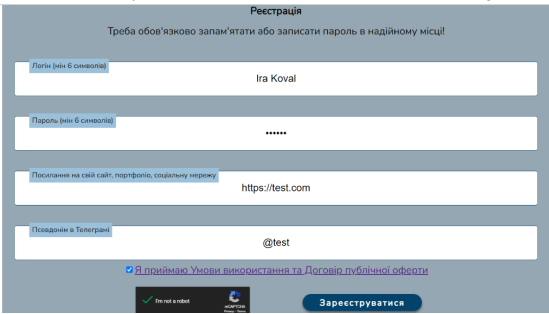 Реєстрація
Треба обов'язково запам'ятати або записати пароль в надійному місці!
Логін (мін 6 символів)
Ira Koval
Пароль (мін 6 символів)
••••••
Посилання на свій сайт, портфоліо, соціальну мережу
https://test.com
Псевдонім в Телеграмі
@test
Я приймаю Умови використання та Договір публічної оферти
I'm not a robot
reCAPTCHA
Privacy - Terms
Зареєструватися